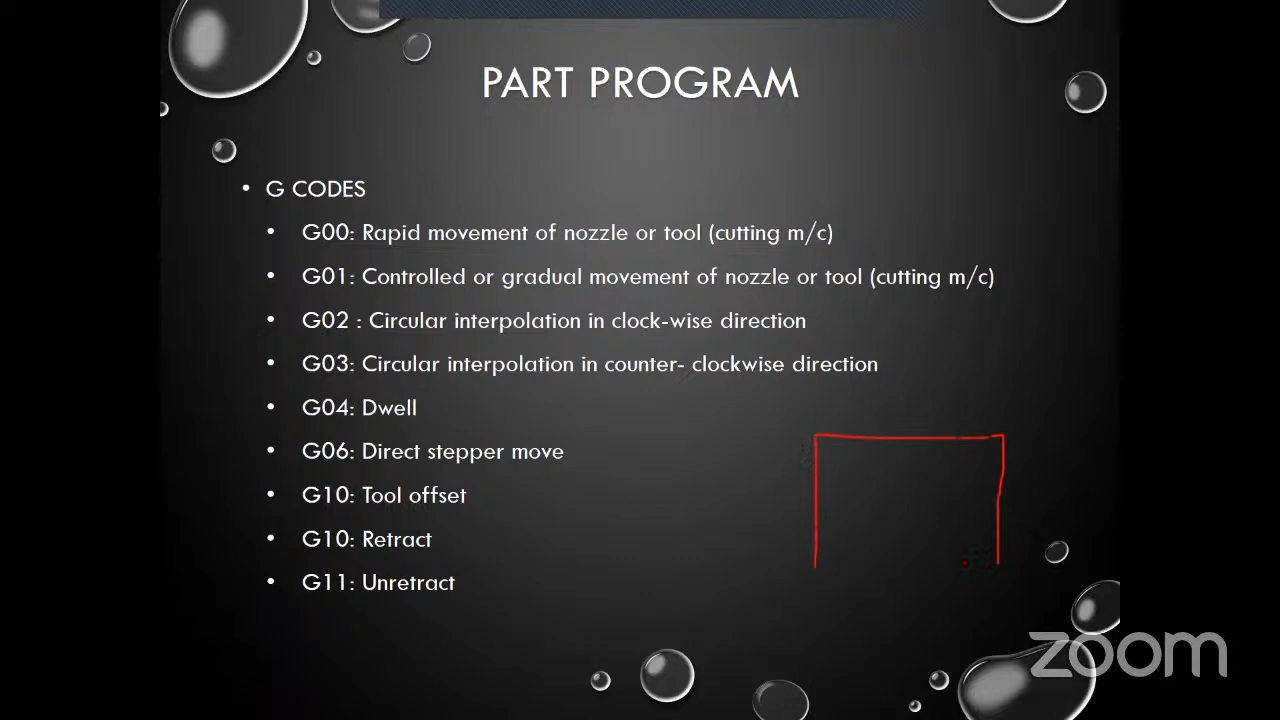 PART PROGRAM
• G CODES
• G00: Rapid movement of nozzle or tool (cutting m/c)
• G01: Controlled or gradual movement of nozzle or tool (cutting m/c)
• G02 : Circular interpolation in clock-wise direction
• G03: Circular interpolation in counter- clockwise direction
• G04: Dwell
• G06: Direct stepper move
• G10: Tool offset
• G10: Retract
• G11: Unretract
zoom